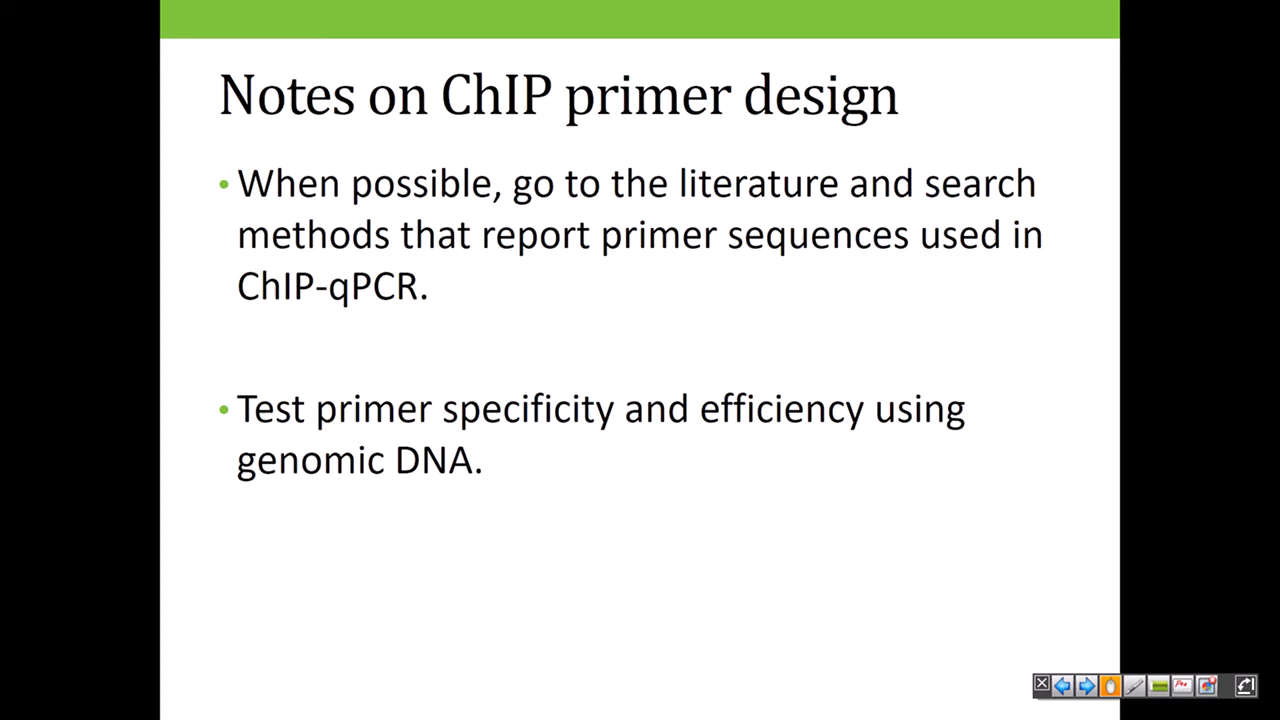 Notes on ChIP primer design
• When possible, go to the literature and search
methods that report primer sequences used in
ChIP-qPCR.
• Test primer specificity and efficiency using
genomic DNA.